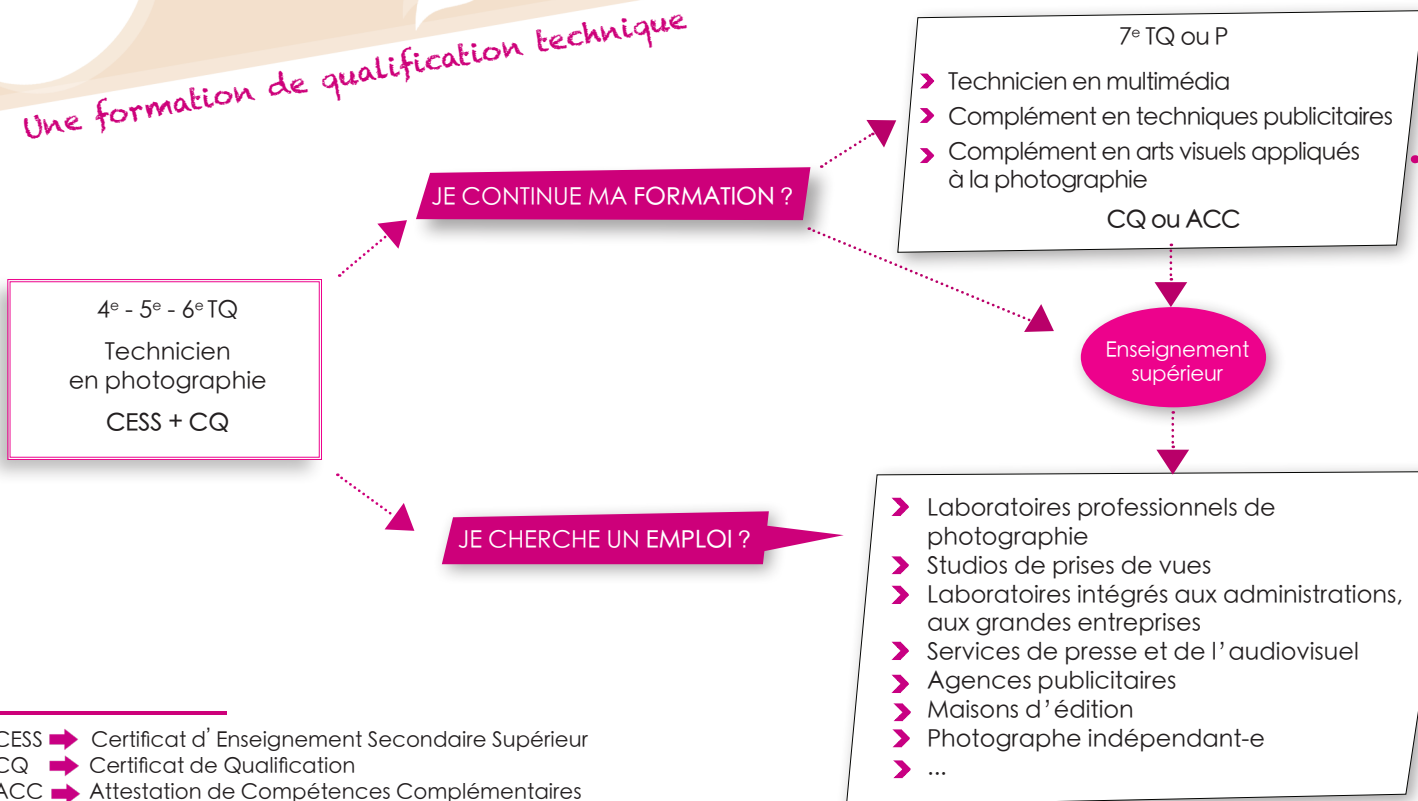 Une formation de qualification technique
7e TQ ou P
Technicien en multimédia
Complément en techniques publicitaires
Complément en arts visuels appliqués
à la photographie
CQ ou ACC
JE CONTINUE MA FORMATION ?
4e - 5e - 6e TQ
Technicien
en photographie
CESS + CQ
Enseignement
supérieur
JE CHERCHE UN EMPLOI ?
Laboratoires professionnels de
photographie
Studios de prises de vues
Laboratoires intégrés aux administrations,
aux grandes entreprises
Services de presse et de l'audiovisuel
Agences publicitaires
Maisons d'édition
Photographe indépendant-e
...
CESS Certificat d'Enseignement Secondaire Supérieur
CQ Certificat de Qualification
ACC Attestation de Compétences Complémentaires